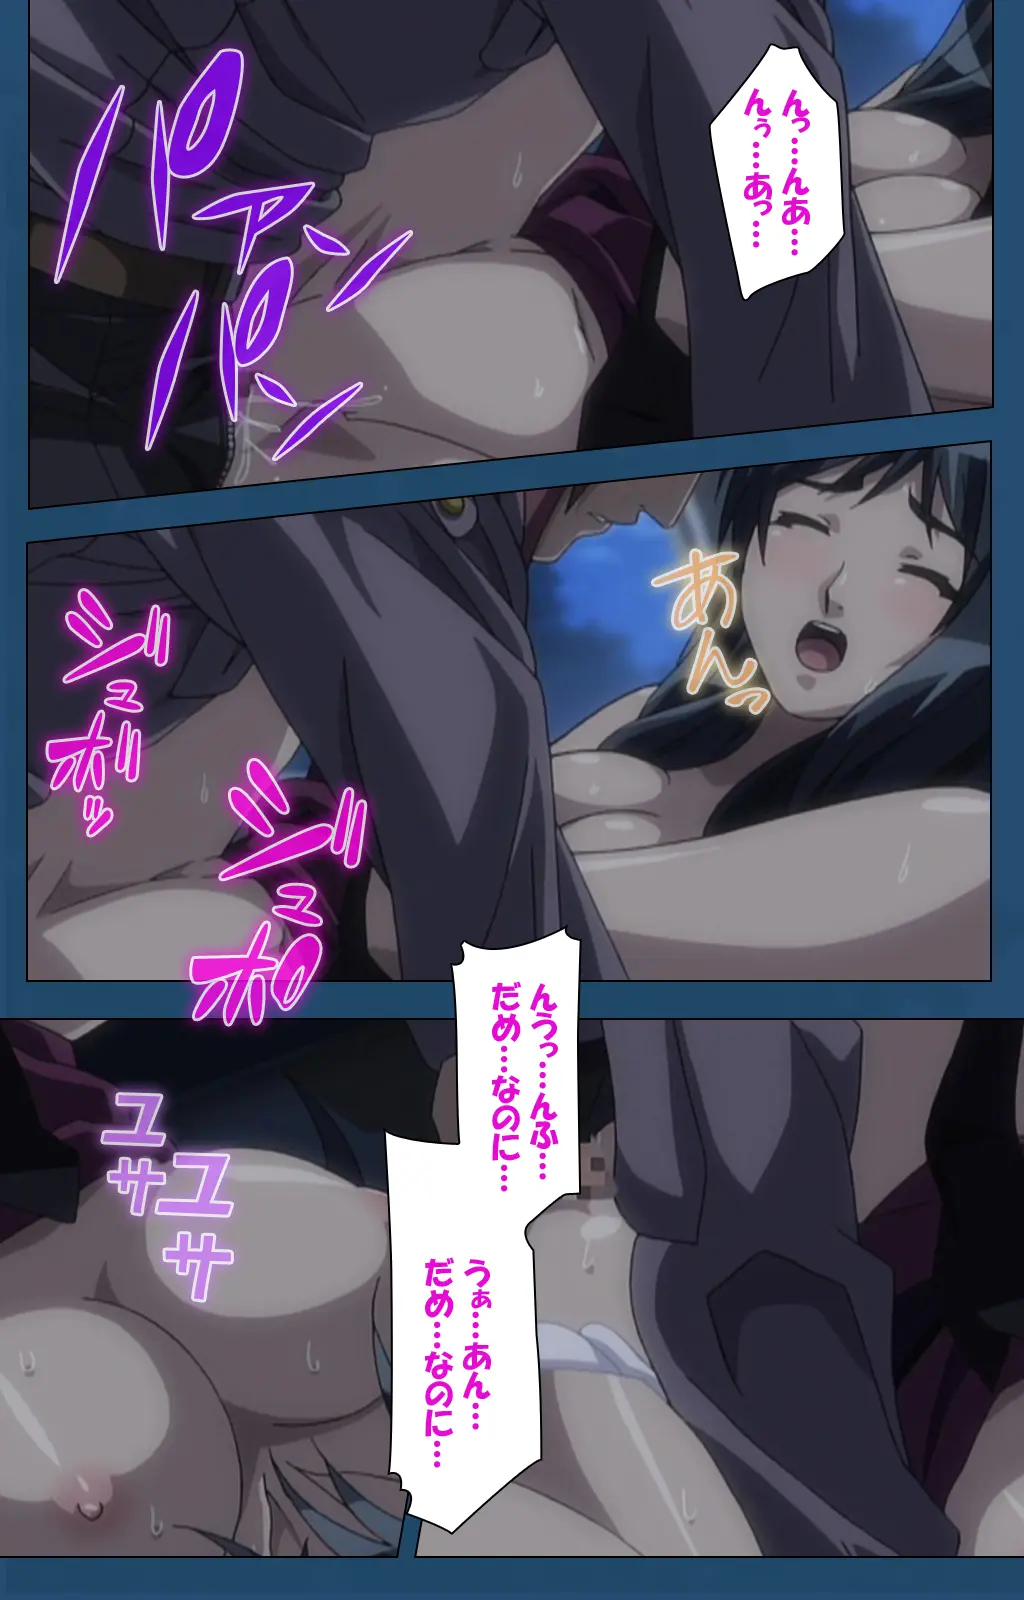 んっ……んあ…
んぅ…あっ…
パァンパンッ
あんっ
ジュボッ
ジュポッ
んうっ……んふ…
だめ…なのに…
ユサ
ユサ
うぁ……あん…
だめ…なのに…